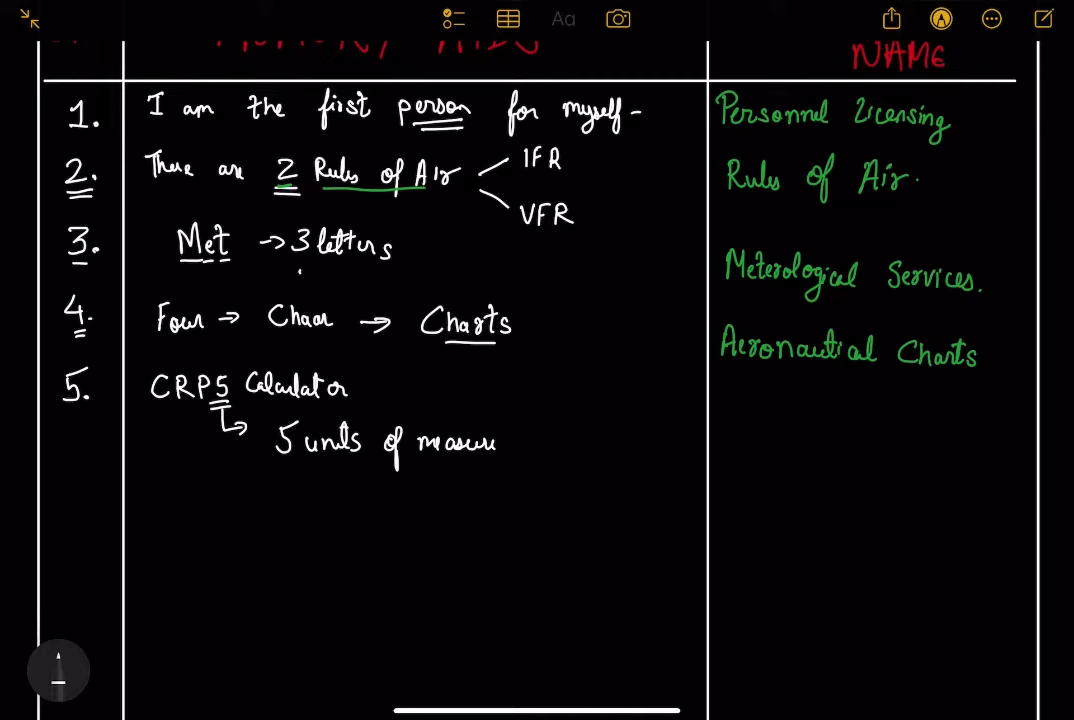 Aa
NAME
1. I am the first person for myself - Personnel Licensing
2. There are 2 Rules of Air IFR Rules of Air.
VFR
3. Met → 3 letters Meterological Services.
4. Four → Chaar → Charts Aeronautial Charts
5. CRP5 Calculator
↳ 5 units of measure